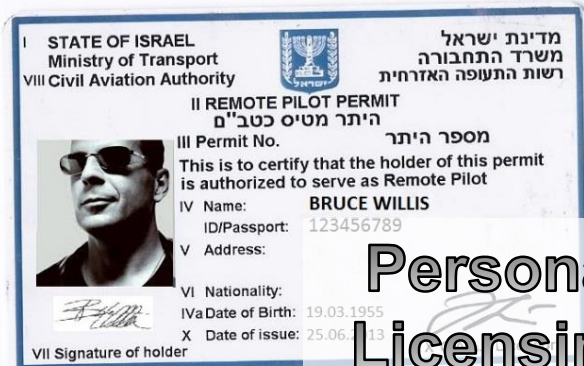 I STATE OF ISRAEL
Ministry of Transport
VIII Civil Aviation Authority
ישראל
מדינת ישראל
משרד התחבורה
רשות התעופה האזרחית
II REMOTE PILOT PERMIT
היתר מטיס כטב"ם
III Permit No. מספר היתר
This is to certify that the holder of this permit
is authorized to serve as Remote Pilot
IV Name: BRUCE WILLIS
ID/Passport: 123456789
V Address:
VI Nationality:
IVa Date of Birth: 19.03.1955
X Date of issue: 25.06.2013
VII Signature of holder
Persona
Licensin